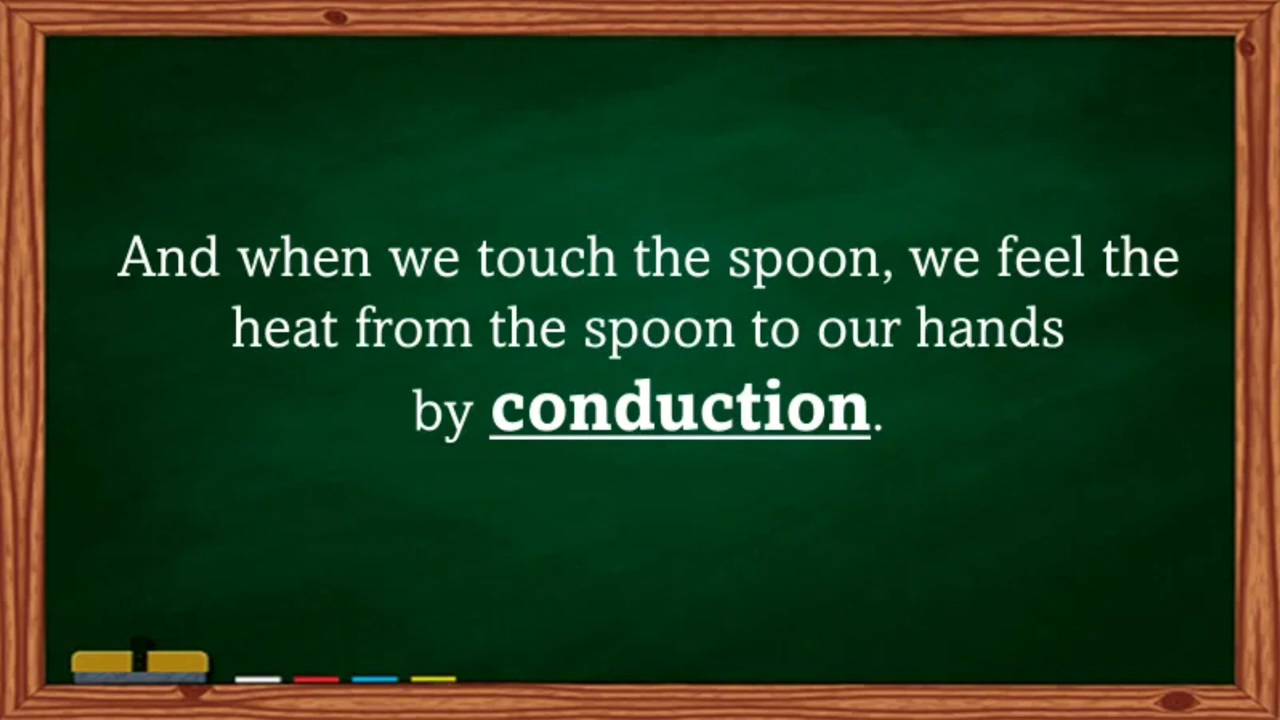 And when we touch the spoon, we feel the
heat from the spoon to our hands
by conduction.